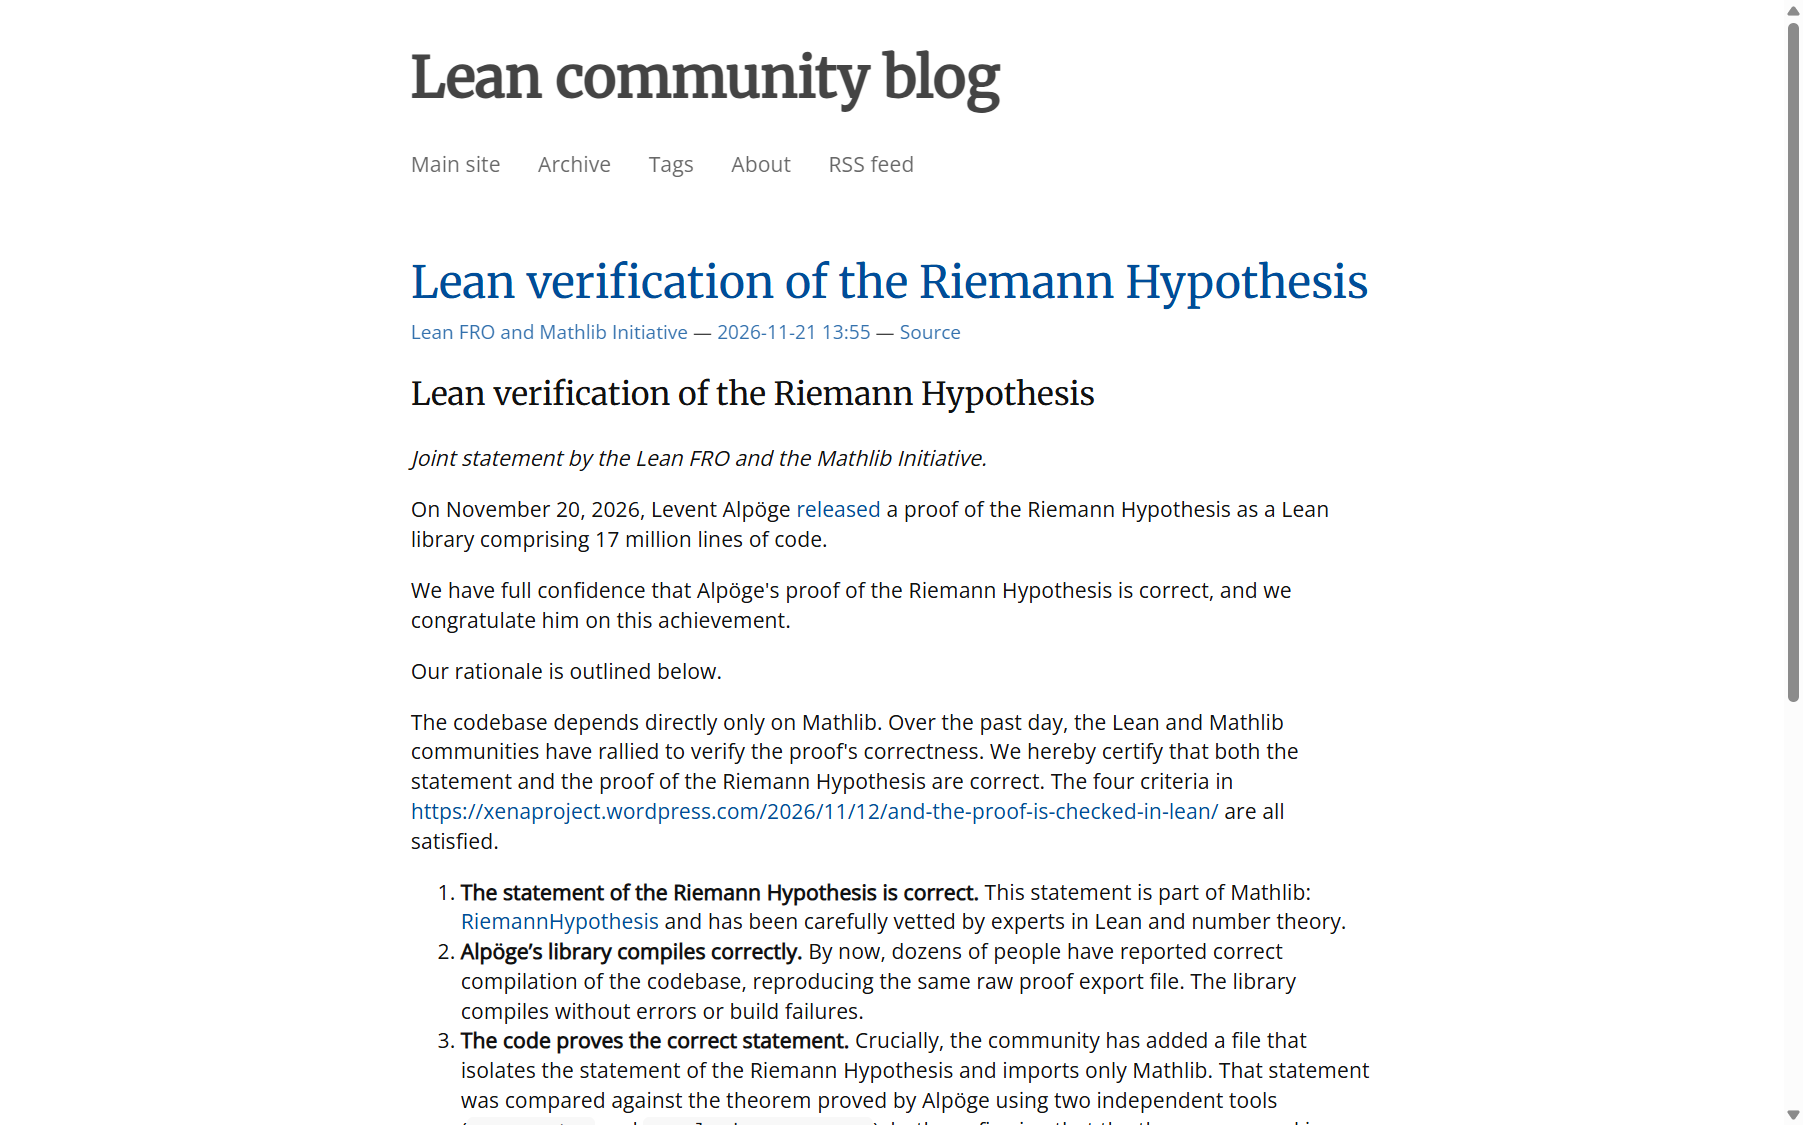 Lean community blog
Main site Archive Tags About RSS feed
Lean verification of the Riemann Hypothesis
Lean FRO and Mathlib Initiative — 2026-11-21 13:55 — Source
Lean verification of the Riemann Hypothesis
Joint statement by the Lean FRO and the Mathlib Initiative.
On November 20, 2026, Levent Alpöge released a proof of the Riemann Hypothesis as a Lean
library comprising 17 million lines of code.
We have full confidence that Alpöge's proof of the Riemann Hypothesis is correct, and we
congratulate him on this achievement.
Our rationale is outlined below.
The codebase depends directly only on Mathlib. Over the past day, the Lean and Mathlib
communities have rallied to verify the proof's correctness. We hereby certify that both the
statement and the proof of the Riemann Hypothesis are correct. The four criteria in
https://xenaproject.wordpress.com/2026/11/12/and-the-proof-is-checked-in-lean/ are all
satisfied.
1. The statement of the Riemann Hypothesis is correct. This statement is part of Mathlib:
RiemannHypothesis and has been carefully vetted by experts in Lean and number theory.
2. Alpöge’s library compiles correctly. By now, dozens of people have reported correct
compilation of the codebase, reproducing the same raw proof export file. The library
compiles without errors or build failures.
3. The code proves the correct statement. Crucially, the community has added a file that
isolates the statement of the Riemann Hypothesis and imports only Mathlib. That statement
was compared against the theorem proved by Alpöge using two independent tools